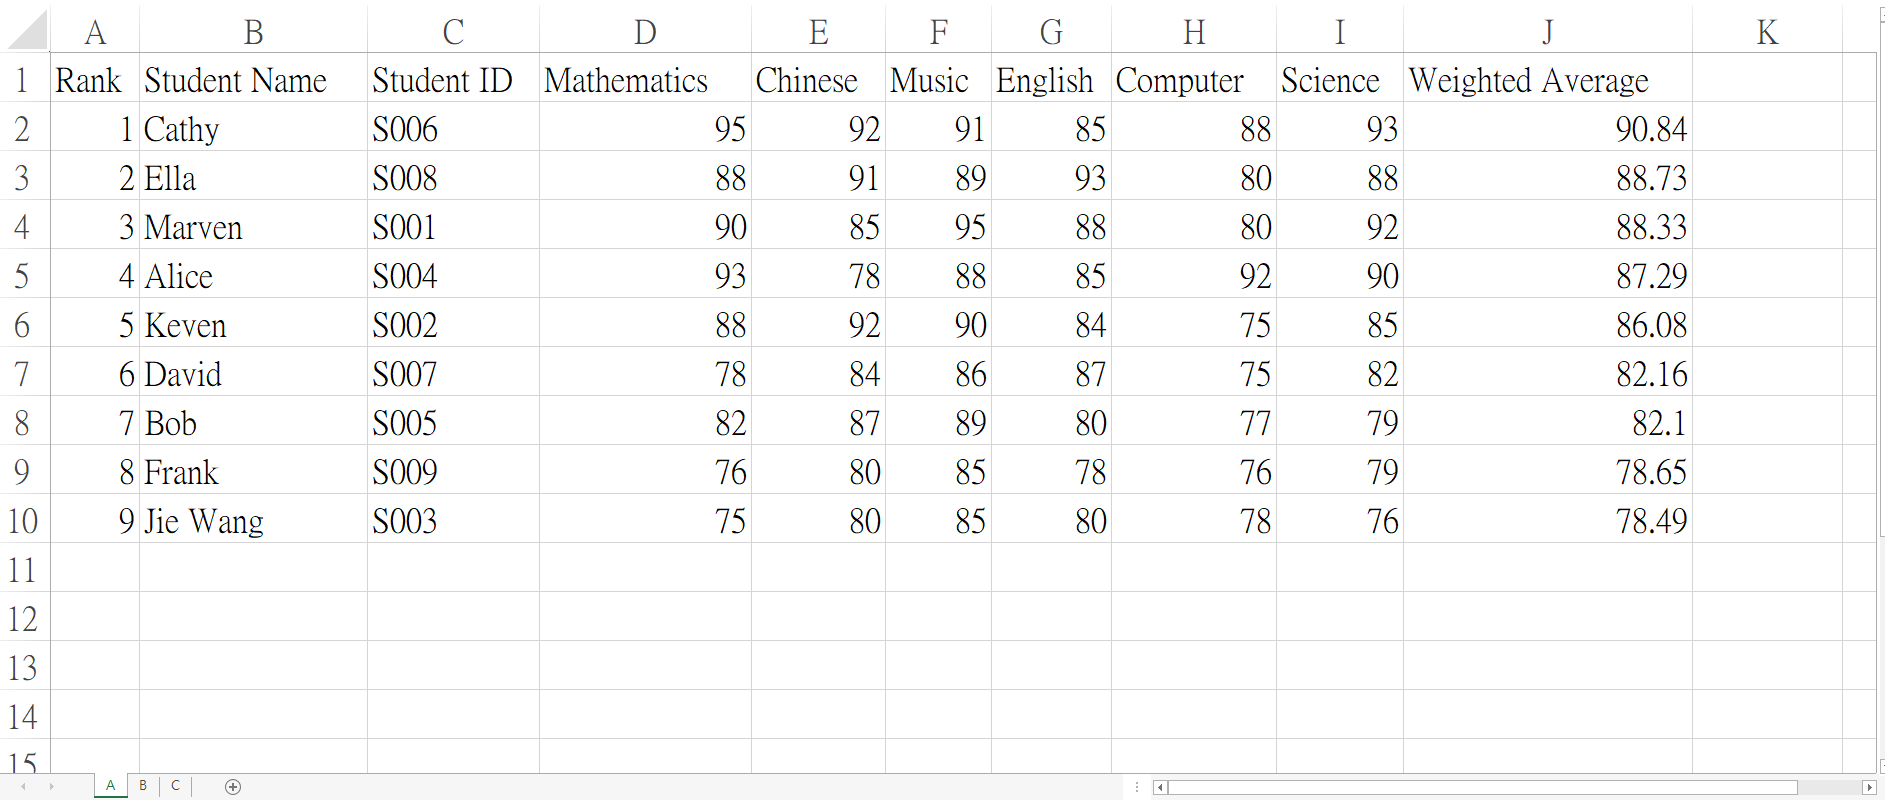 A B C D E F G H I J K
1 Rank Student Name Student ID Mathematics Chinese Music English Computer Science Weighted Average
2 1 Cathy S006 95 92 91 85 88 93 90.84
3 2 Ella S008 88 91 89 93 80 88 88.73
4 3 Marven S001 90 85 95 88 80 92 88.33
5 4 Alice S004 93 78 88 85 92 90 87.29
6 5 Keven S002 88 92 90 84 75 85 86.08
7 6 David S007 78 84 86 87 75 82 82.16
8 7 Bob S005 82 87 89 80 77 79 82.1
9 8 Frank S009 76 80 85 78 76 79 78.65
10 9 Jie Wang S003 75 80 85 80 78 76 78.49
11
12
13
14
15
A B C